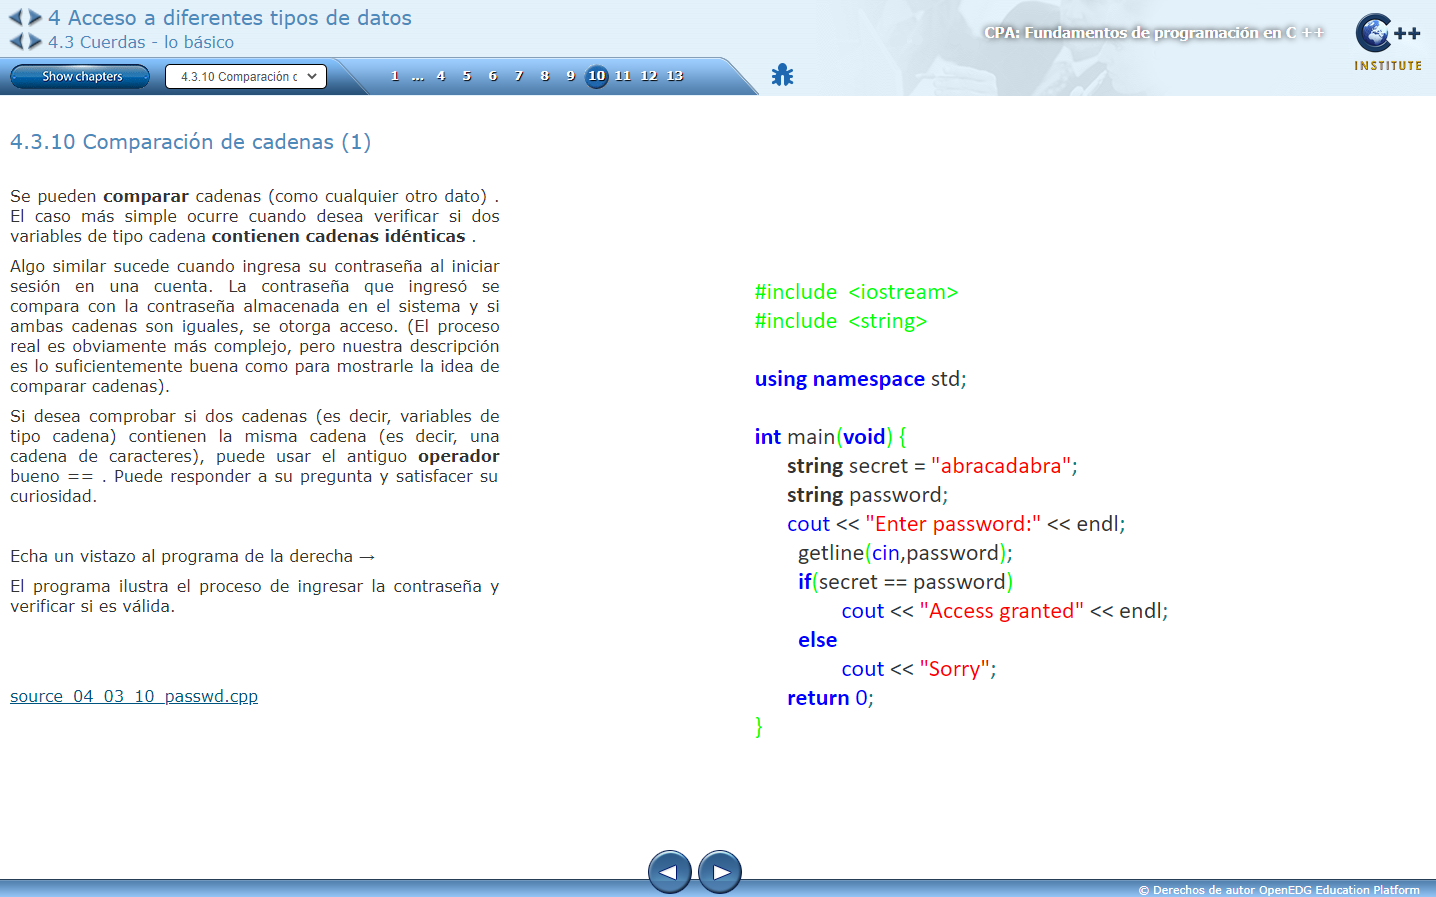 4 Acceso a diferentes tipos de datos
4.3 Cuerdas - lo básico
CPA: Fundamentos de programación en C ++
C++
INSTITUTE
Show chapters
4.3.10 Comparación c
1 ... 4 5 6 7 8 9 10 11 12 13
4.3.10 Comparación de cadenas (1)
Se pueden comparar cadenas (como cualquier otro dato) .
El caso más simple ocurre cuando desea verificar si dos
variables de tipo cadena contienen cadenas idénticas .
Algo similar sucede cuando ingresa su contraseña al iniciar
sesión en una cuenta. La contraseña que ingresó se
compara con la contraseña almacenada en el sistema y si
ambas cadenas son iguales, se otorga acceso. (El proceso
real es obviamente más complejo, pero nuestra descripción
es lo suficientemente buena como para mostrarle la idea de
comparar cadenas).
Si desea comprobar si dos cadenas (es decir, variables de
tipo cadena) contienen la misma cadena (es decir, una
cadena de caracteres), puede usar el antiguo operador
bueno == . Puede responder a su pregunta y satisfacer su
curiosidad.
Echa un vistazo al programa de la derecha →
El programa ilustra el proceso de ingresar la contraseña y
verificar si es válida.
source_04_03_10_passwd.cpp
#include <iostream>
#include <string>
using namespace std;
int main(void) {
string secret = "abracadabra";
string password;
cout << "Enter password:" << endl;
getline(cin,password);
if(secret == password)
cout << "Access granted" << endl;
else
cout << "Sorry";
return 0;
}
© Derechos de autor OpenEDG Education Platform